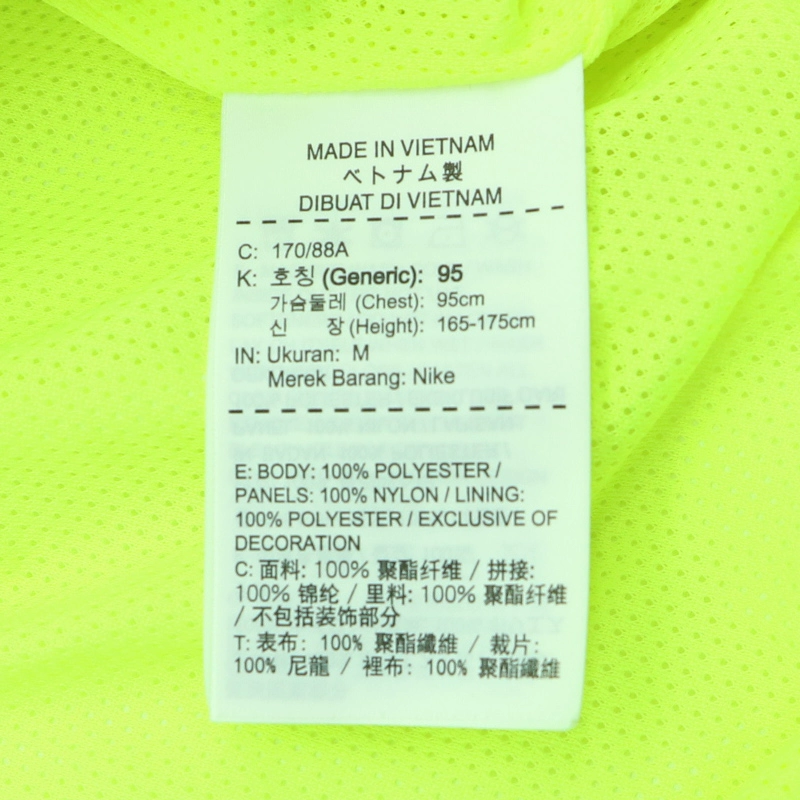 MADE IN VIETNAM
ベトナム製
DIBUAT DI VIETNAM
C: 170/88A
K: 호칭 (Generic): 95
가슴둘레 (Chest): 95cm
신 장 (Height): 165-175cm
IN: Ukuran: M
Merek Barang: Nike
E: BODY: 100% POLYESTER /
PANELS: 100% NYLON / LINING:
100% POLYESTER / EXCLUSIVE OF
DECORATION
C: 面料: 100% 聚酯纤维 / 拼接:
100% 锦纶 / 里料: 100% 聚酯纤维
/ 不包括装饰部分
T: 表布: 100% 聚酯纖維 / 裁片:
100% 尼龍 / 裡布: 100% 聚酯纖維